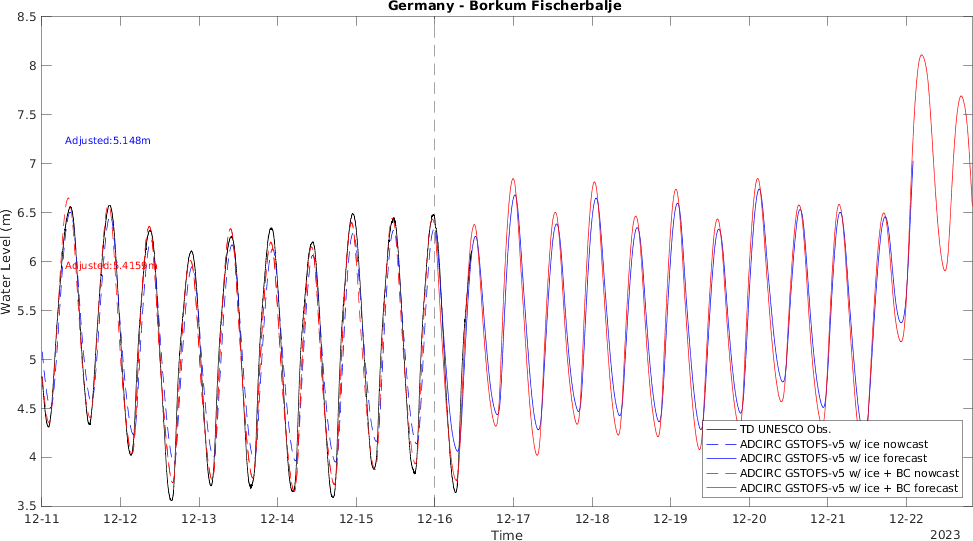 Germany - Borkum Fischerbalje
8.5
8
7.5
7
6.5
6
5.5
5
4.5
4
3.5
Water Level (m)
Adjusted:5.148m
Adjusted:5.4159m
TD UNESCO Obs.
ADCIRC GSTOFS-v5 w/ ice nowcast
ADCIRC GSTOFS-v5 w/ ice forecast
ADCIRC GSTOFS-v5 w/ ice + BC nowcast
ADCIRC GSTOFS-v5 w/ ice + BC forecast
12-11 12-12 12-13 12-14 12-15 12-16 12-17 12-18 12-19 12-20 12-21 12-22
Time
2023